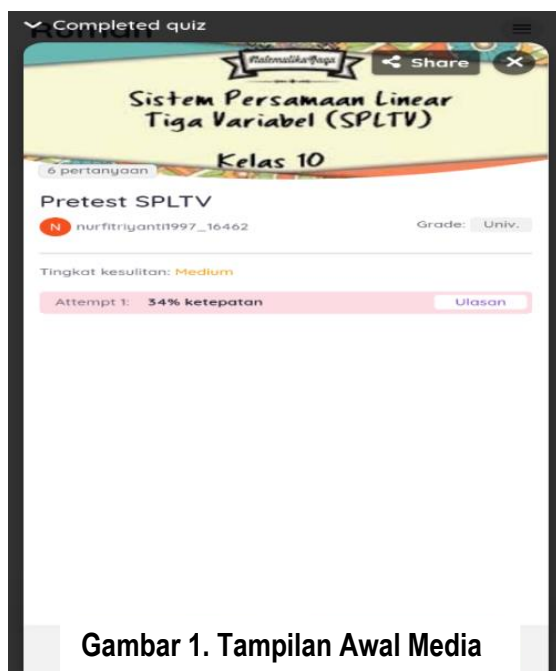 Completed quiz
Matematika Gaya
Share
Sistem Persamaan Linear
Tiga Variabel (SPLTV)
Kelas 10
6 pertanyaan
Pretest SPLTV
N nurfitriyanti1997_16462
Grade: Univ.
Tingkat kesulitan: Medium
Attempt 1: 34% ketepatan Ulasan
Gambar 1. Tampilan Awal Media